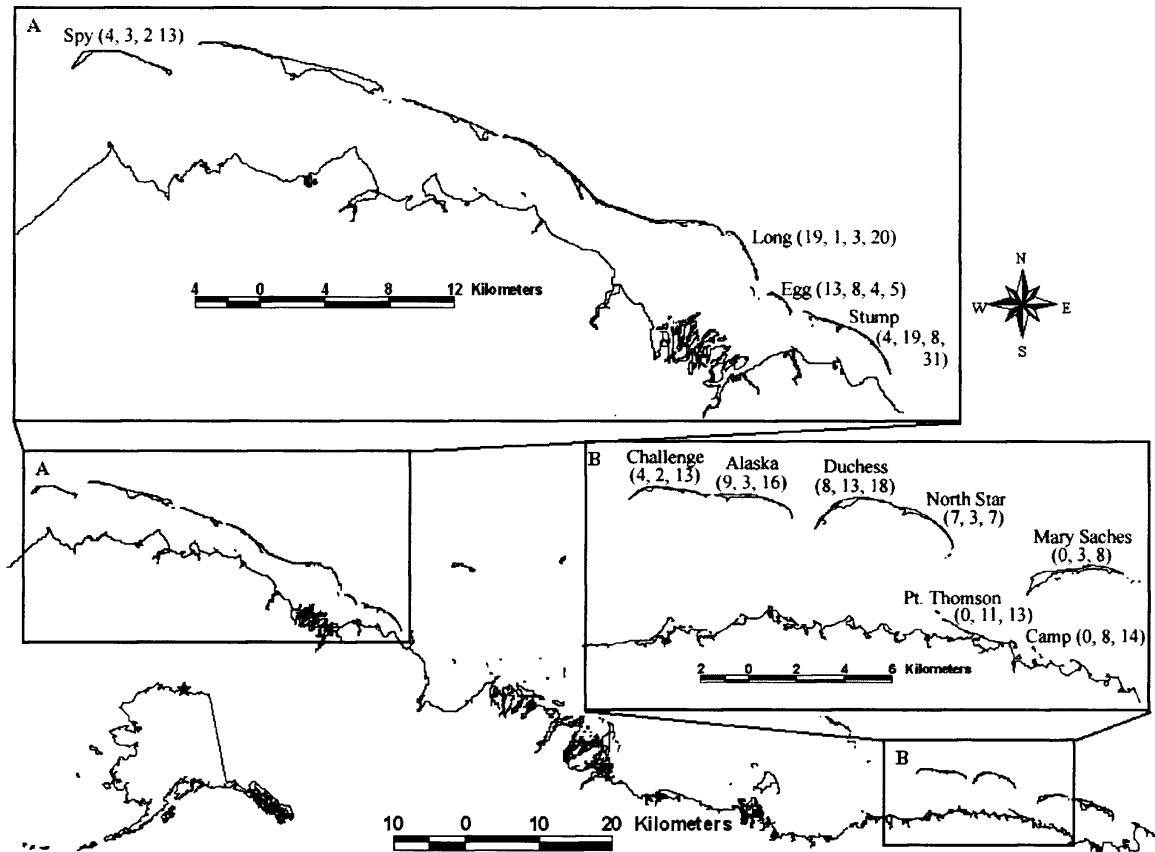 A
Spy (4, 3, 2 13)
Long (19, 1, 3, 20)
Egg (13, 8, 4, 5)
Stump
(4, 19, 8,
31)
4 0 4 8 12 Kilometers
N
W E
S
A
B
Challenge
(4, 2, 13)
Alaska
(9, 3, 16)
Duchess
(8, 13, 18)
North Star
(7, 3, 7)
Mary Saches
(0, 3, 8)
Pt. Thomson
(0, 11, 13)
Camp (0, 8, 14)
2 0 2 4 6 Kilometers
B
10 0 10 20 Kilometers